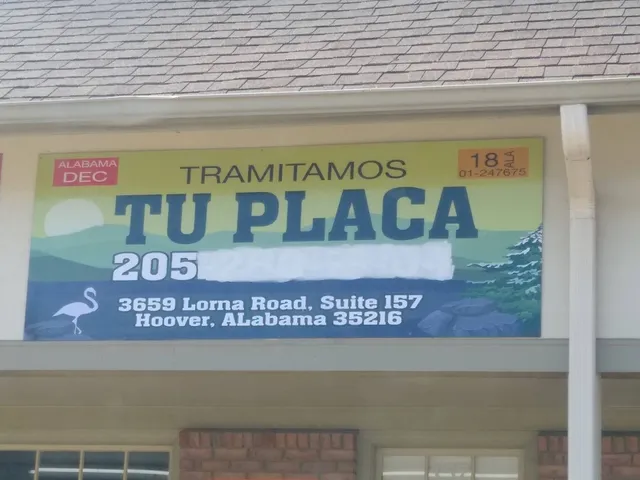 ALABAMA
DEC
TRAMITAMOS
18 ALA
01-247675
TU PLACA
205
3659 Lorna Road, Suite 157
Hoover, ALabama 35216